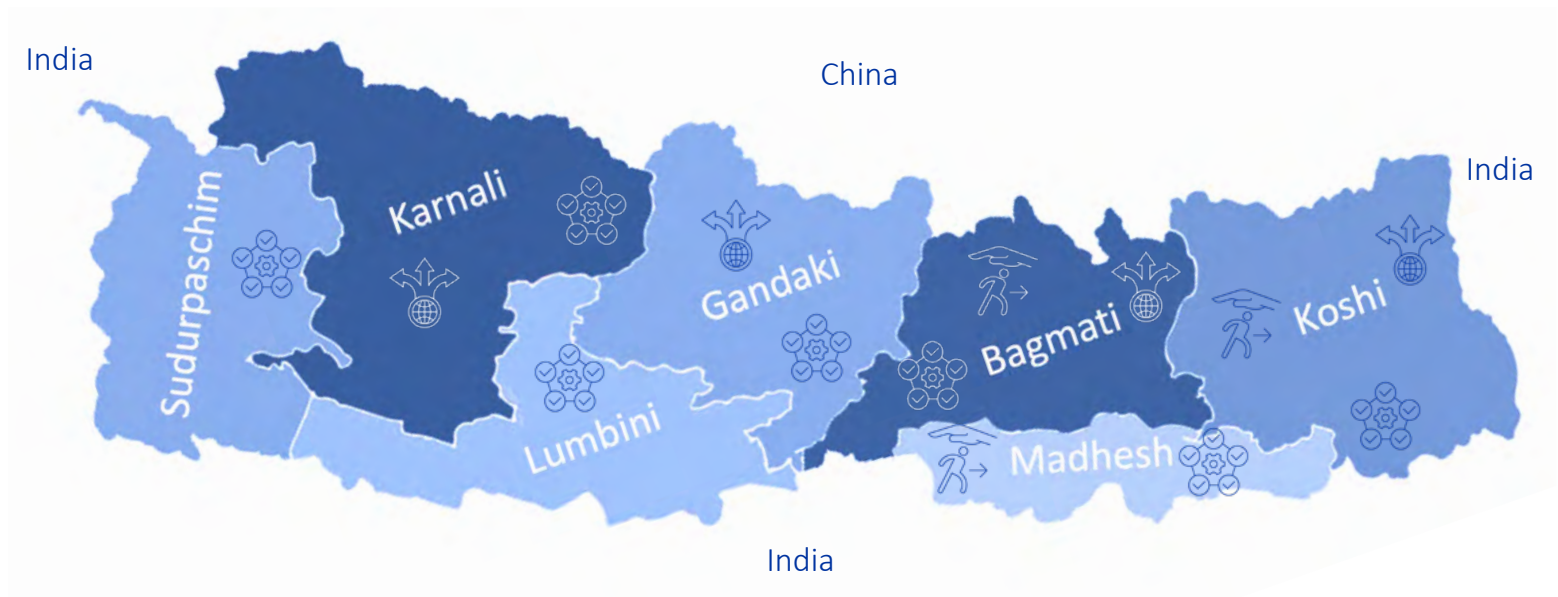 India
China
India
Karnali
Sudurpaschim
Gandaki
Koshi
Bagmati
Lumbini
Madhesh
India